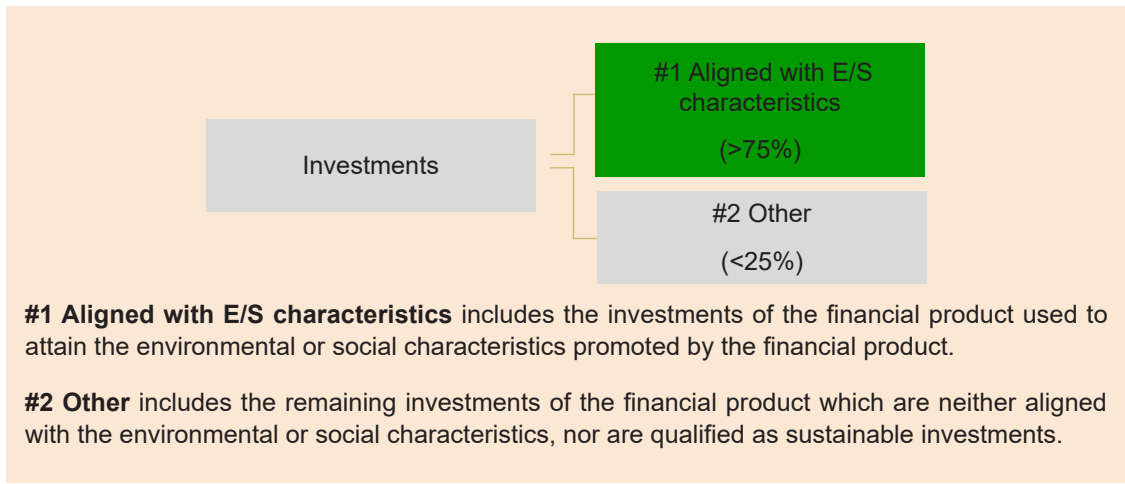 #1 Aligned with E/S
characteristics
(>75%)
Investments
#2 Other
(<25%)
#1 Aligned with E/S characteristics includes the investments of the financial product used to
attain the environmental or social characteristics promoted by the financial product.
#2 Other includes the remaining investments of the financial product which are neither aligned
with the environmental or social characteristics, nor are qualified as sustainable investments.